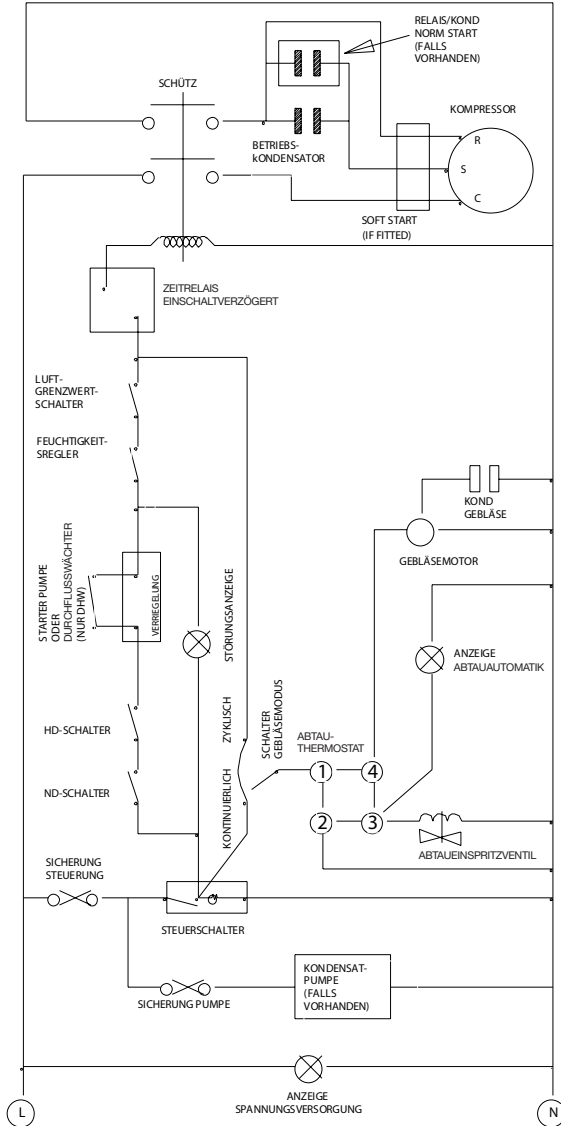 RELAIS/KOND
NORM START
(FALLS
VORHANDEN)
SCHÜTZ
KOMPRESSOR
R
BETRIEBS-
kONDENSATOR
S
C
SOFT START
(IF FITTED)
ZEITRELAIS
EINSCHALTVERZÖGERT
LUFT-
GRENZWERT-
SCHALTER
FEUCHTIGKEIT-
SREGLER
KOND
GEBLÄSE
GEBLÄSEMOTOR
STARTER PUMPE
ODER
DURCHFLUSSWÄCHTER
(NUR DHW)
VERRIEGELUNG
STÖRUNGSANZEIGE
ANZEIGE
ABTAUAUTOMATIK
ZYKLISCH
KONTINUIERLICH
SCHALTER
GEBLÄSEMODUS
ABTAU-
THERMOSTAT
HD-SCHALTER
1
4
ND-SCHALTER
2
3
ABTAUEINSPRITZVENTIL
SICHERUNG
STEUERUNG
STEUERSCHALTER
KONDENSAT-
PUMPE
(FALLS
VORHANDEN)
SICHERUNG PUMPE
ANZEIGE
SPANNUNGSVERSORGUNG
L
N